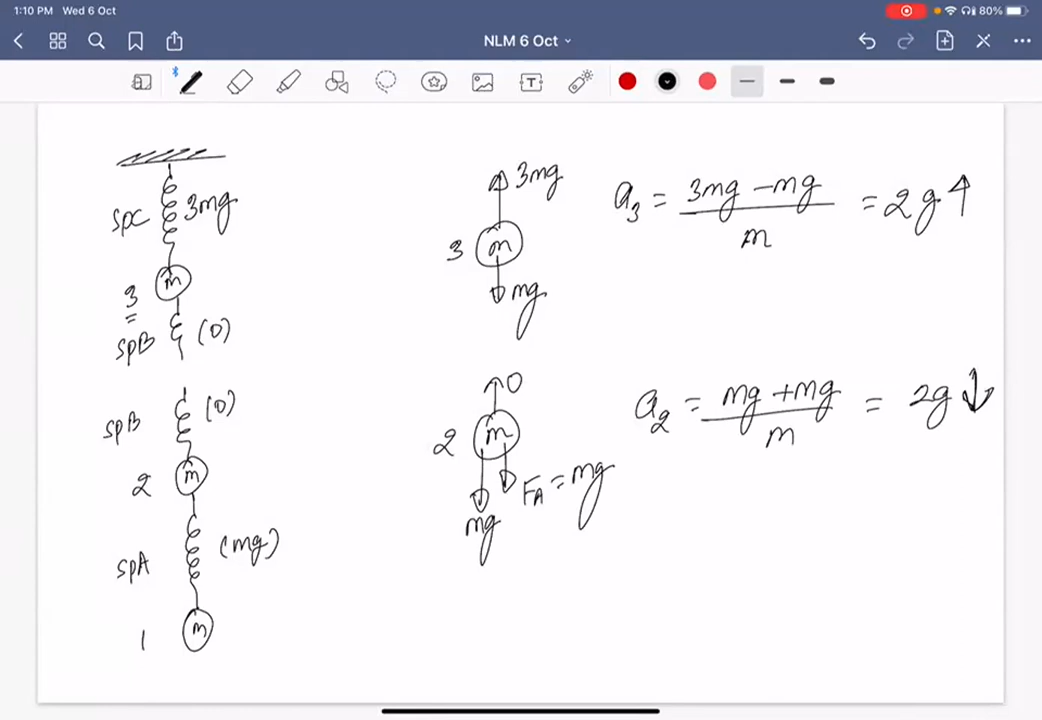 1:10 PM Wed 6 Oct
80%
NLM 6 Oct
T
spC 3mg
m
3
spB (0)
spB (0)
2 m
spA (mg)
1 m
3mg
3 m
mg
a₃ = 3mg - mg / m = 2g ↑
0
2 m
mg
F_A = mg
a₂ = mg + mg / m = 2g ↓